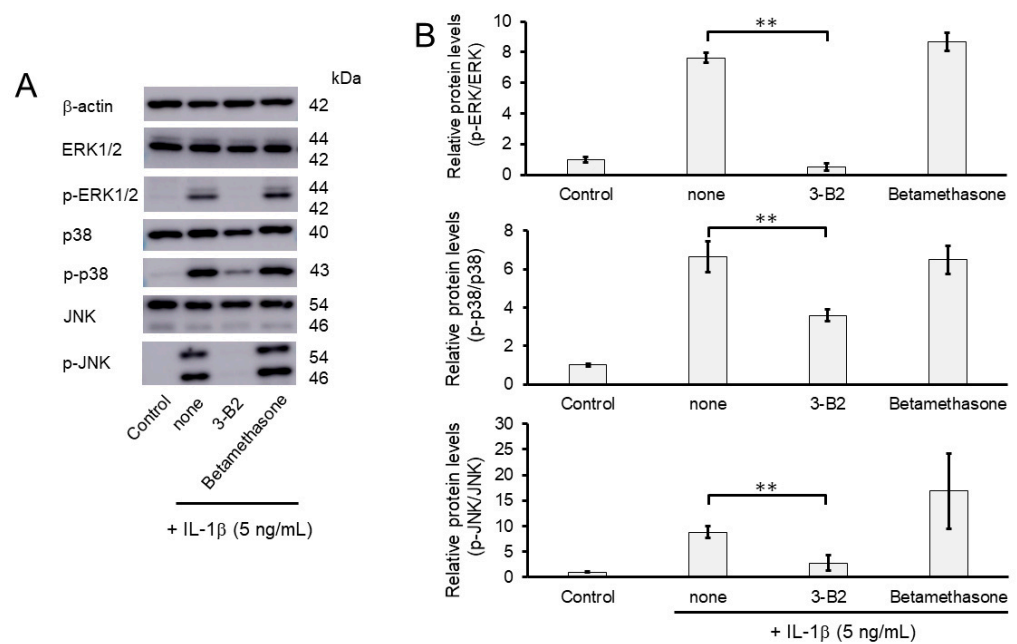 A
kDa
β-actin 42
ERK1/2 44
42
p-ERK1/2 44
42
p38 40
p-p38 43
JNK 54
46
p-JNK 54
46
Control none 3-B2 Betamethasone
+ IL-1β (5 ng/mL)
B
Relative protein levels
(p-ERK/ERK)
10
8
6
4
2
0
**
Control none 3-B2 Betamethasone
Relative protein levels
(p-p38/p38)
8
6
4
2
0
**
Control none 3-B2 Betamethasone
Relative protein levels
(p-JNK/JNK)
30
25
20
15
10
5
0
**
Control none 3-B2 Betamethasone
+ IL-1β (5 ng/mL)